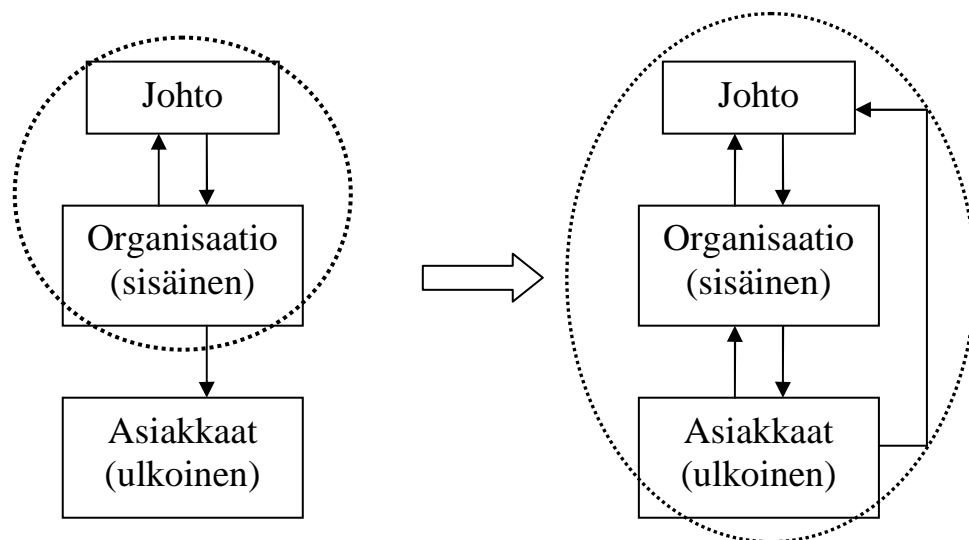 Johto
Organisaatio
(sisäinen)
Asiakkaat
(ulkoinen)
Johto
Organisaatio
(sisäinen)
Asiakkaat
(ulkoinen)